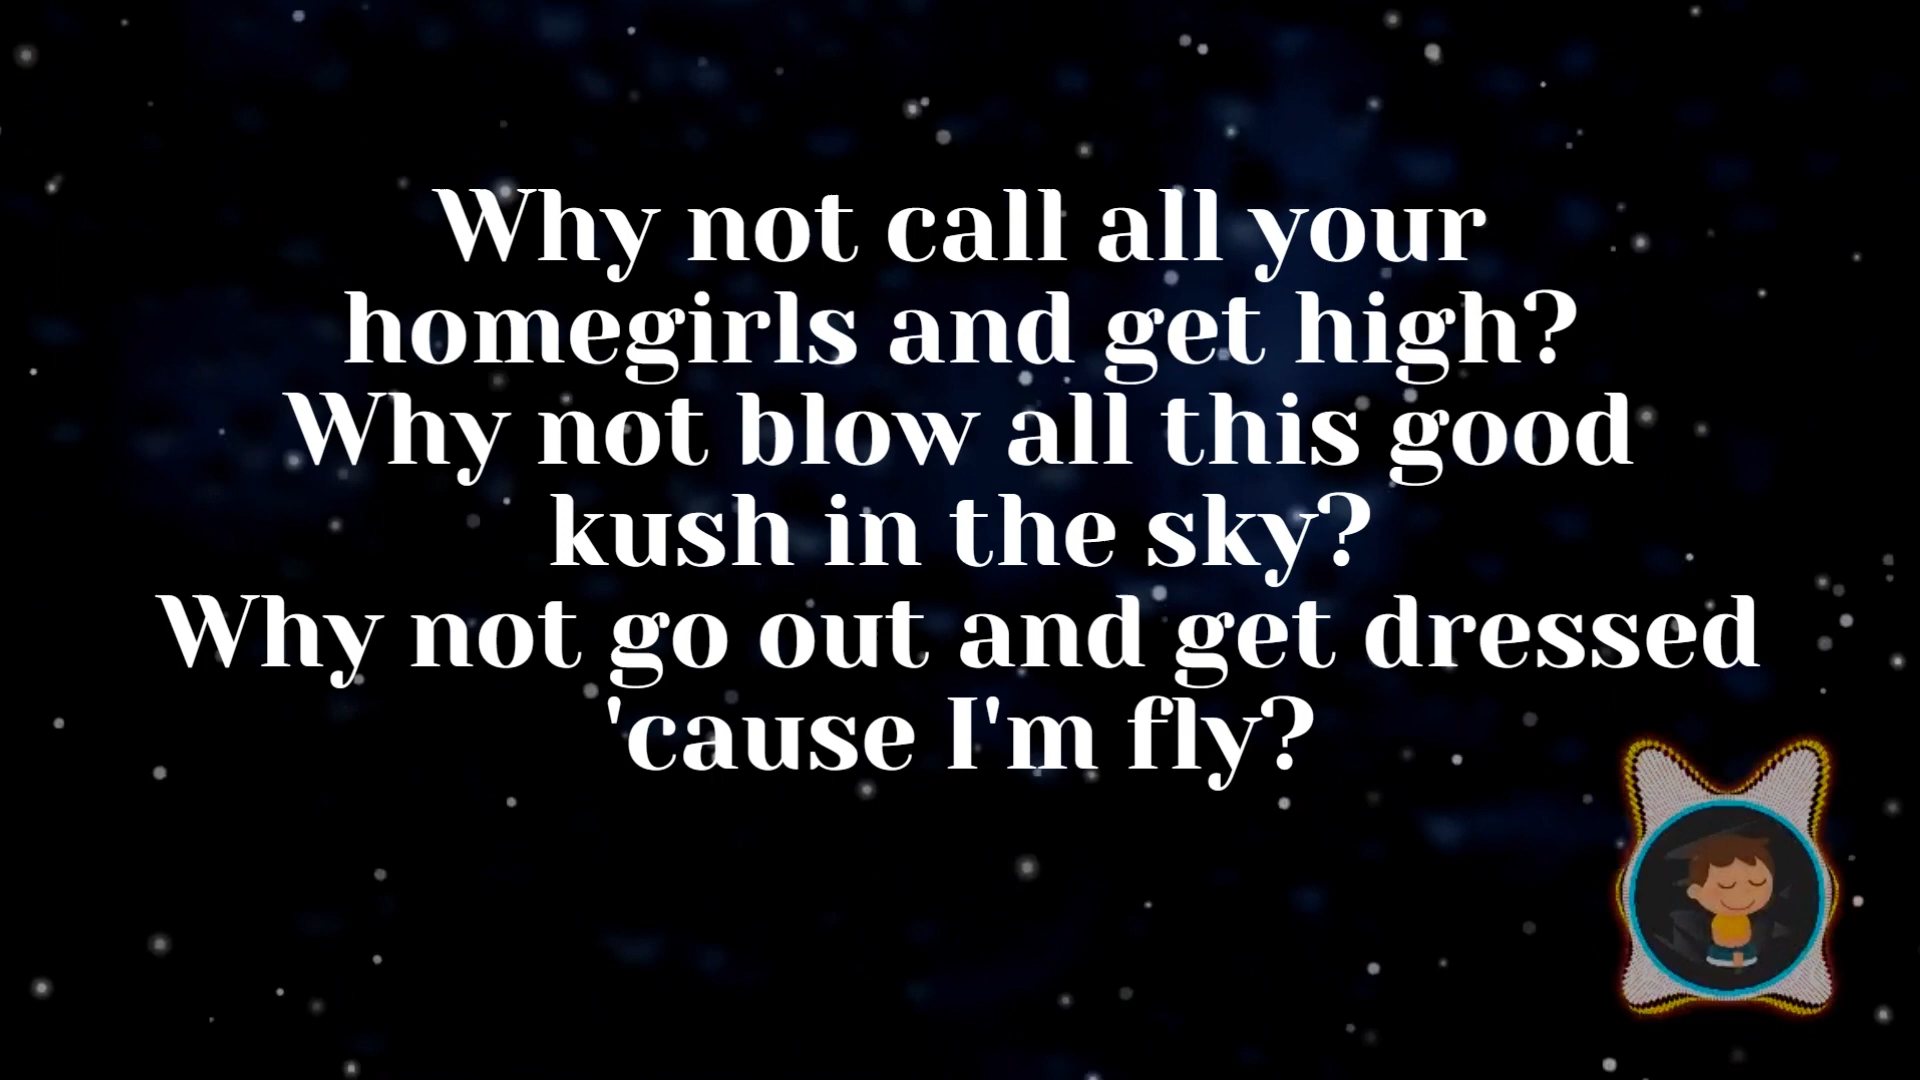 Why not call all your
homegirls and get high?
Why not blow all this good
kush in the sky?
Why not go out and get dressed
'cause I'm fly?